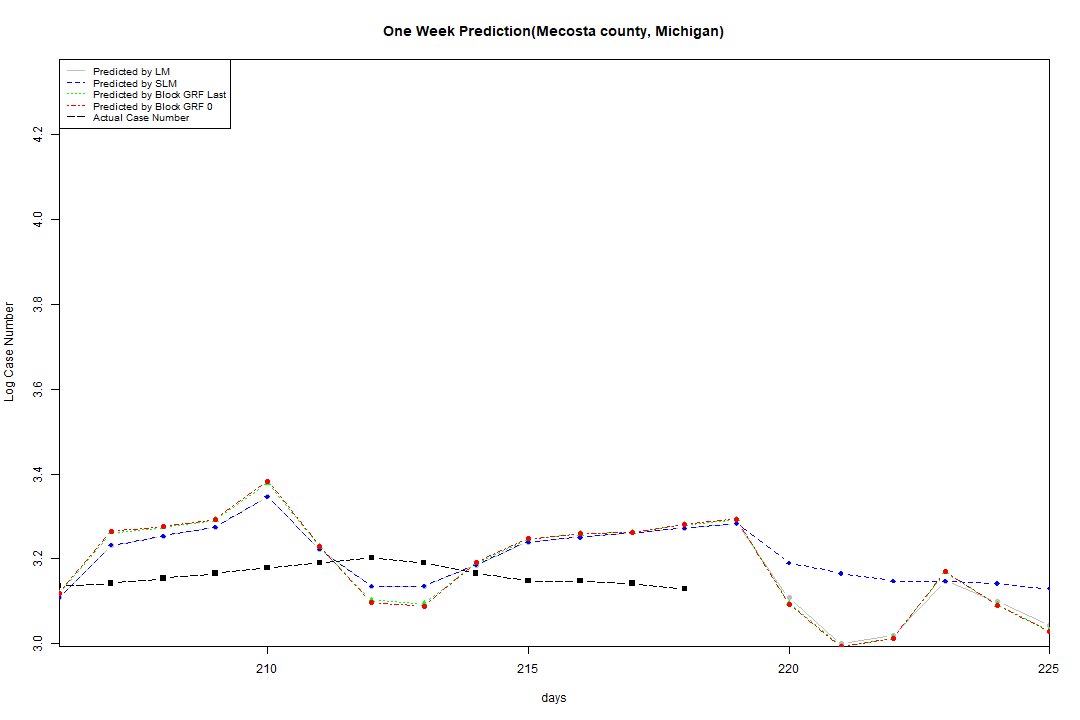 One Week Prediction(Mecosta county, Michigan)
Predicted by LM
Predicted by SLM
Predicted by Block GRF Last
Predicted by Block GRF 0
Actual Case Number
4.2
4.0
3.8
3.6
3.4
3.2
3.0
Log Case Number
210 215 220 225
days